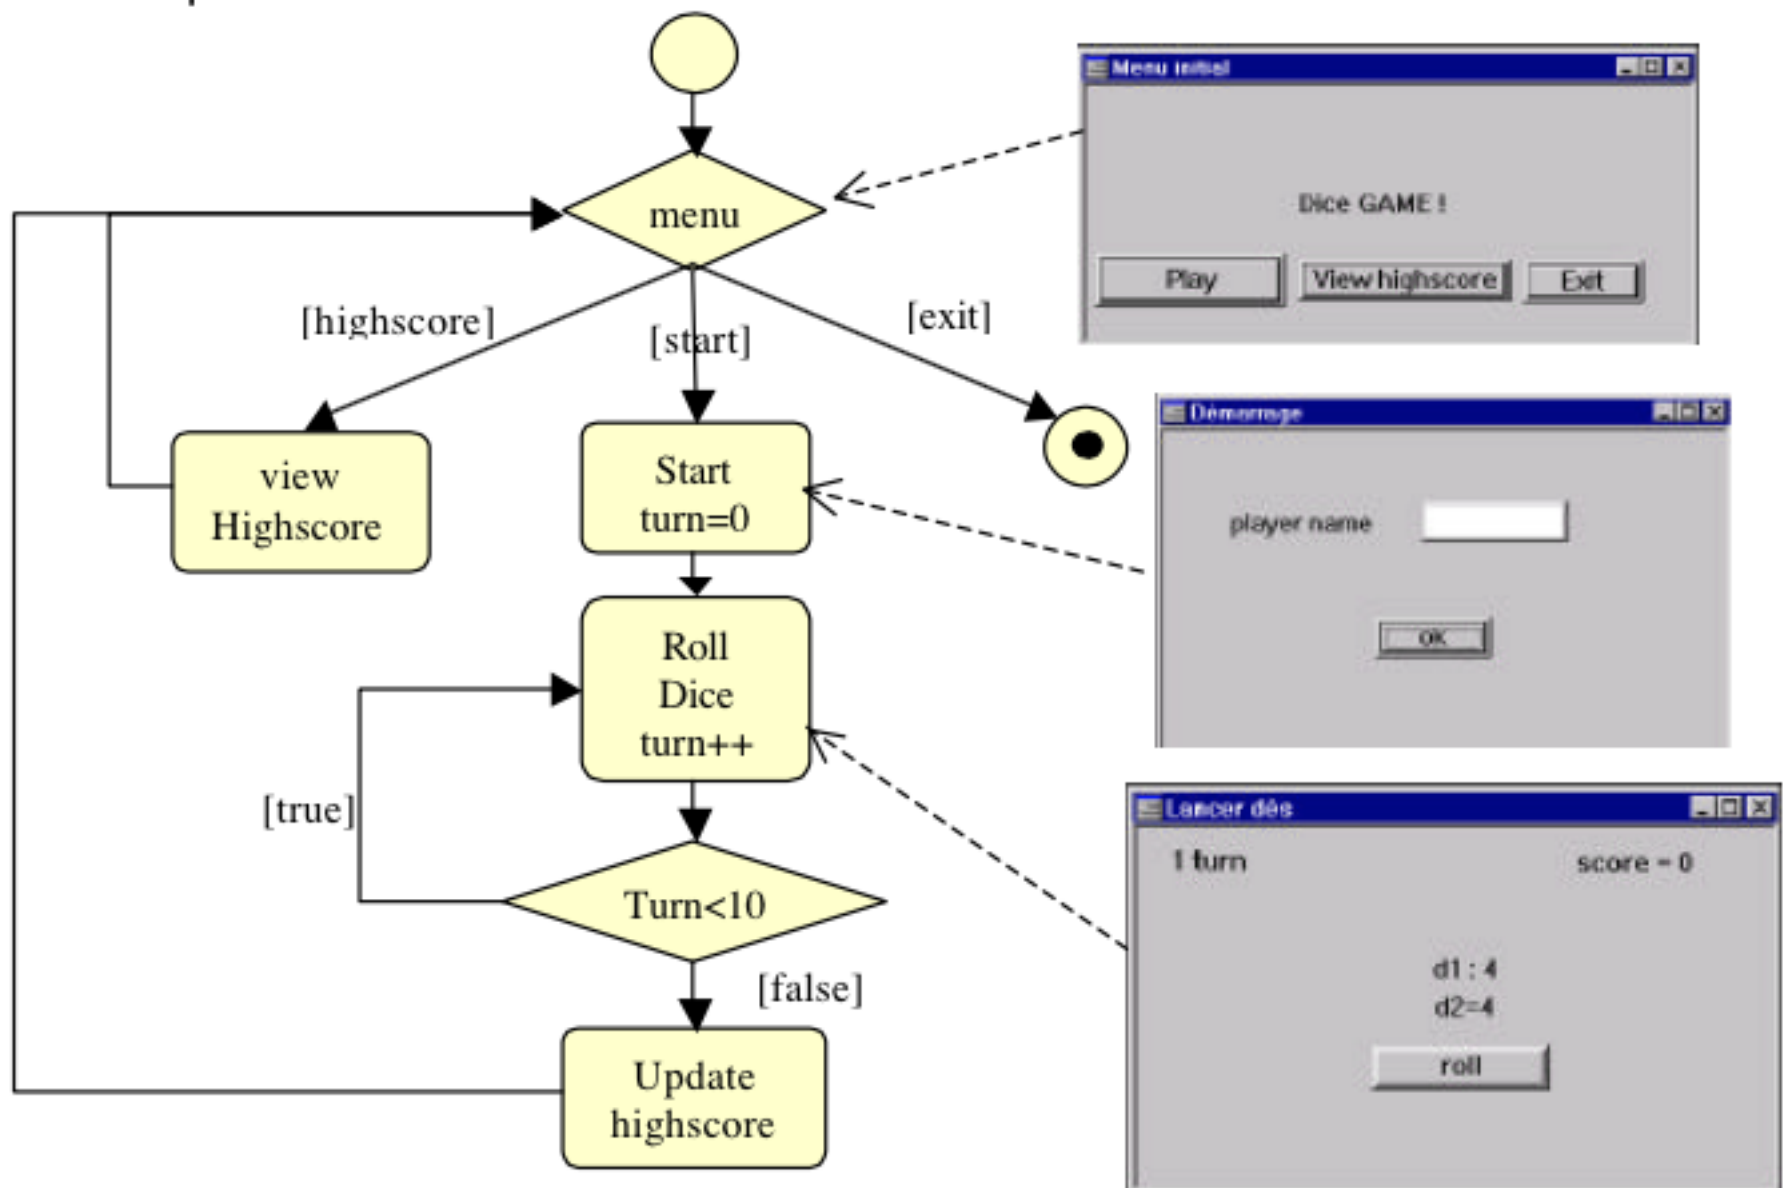 menu
[highscore]
[start]
[exit]
view
Highscore
Start
turn=0
Roll
Dice
turn++
[true]
Turn<10
[false]
Update
highscore
Menu initial
Dice GAME !
Play
View highscore
Exit
Démarrage
player name
OK
Lancer dés
1 turn
score = 0
d1 : 4
d2=4
roll